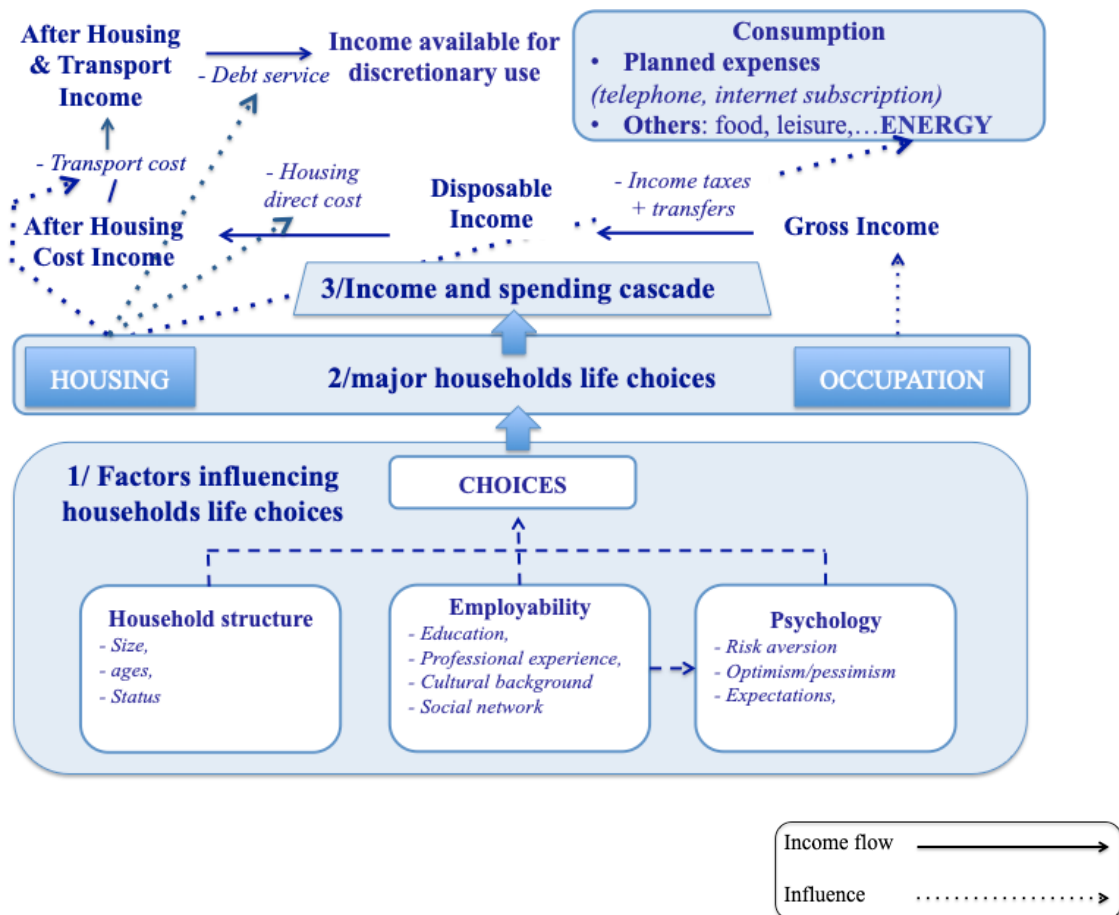 After Housing
& Transport
Income
- Debt service
Income available for
discretionary use
Consumption
• Planned expenses
(telephone, internet subscription)
• Others: food, leisure,…ENERGY
- Transport cost
After Housing
Cost Income
- Housing
direct cost
Disposable
Income
- Income taxes
+ transfers
Gross Income
3/Income and spending cascade
HOUSING
2/major households life choices
OCCUPATION
1/ Factors influencing
households life choices
CHOICES
Household structure
- Size,
- ages,
- Status
Employability
- Education,
- Professional experience,
- Cultural background
- Social network
Psychology
- Risk aversion
- Optimism/pessimism
- Expectations,
Income flow
Influence